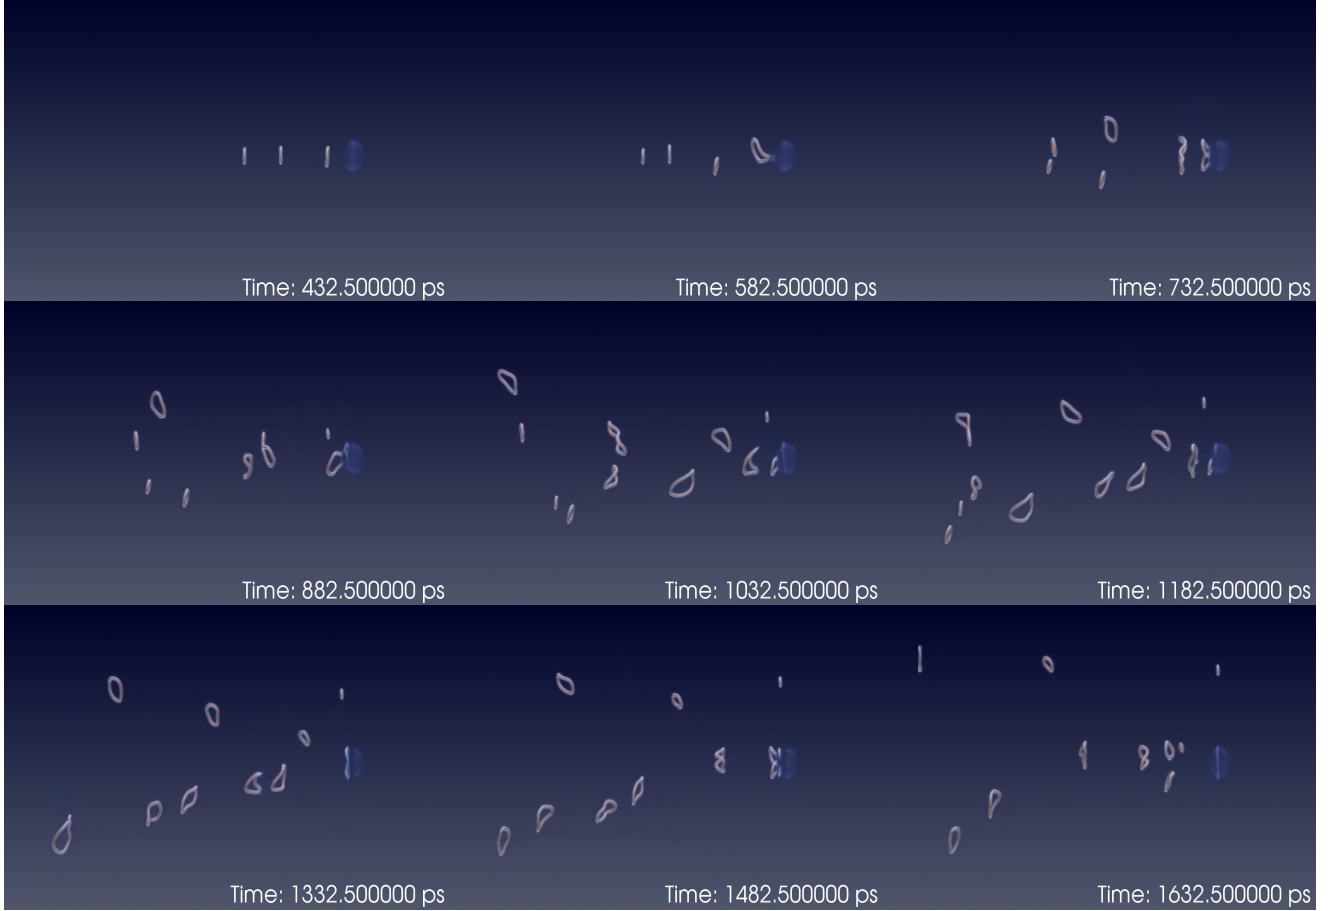 Time: 432.500000 ps
Time: 582.500000 ps
Time: 732.500000 ps
Time: 882.500000 ps
Time: 1032.500000 ps
Time: 1182.500000 ps
Time: 1332.500000 ps
Time: 1482.500000 ps
Time: 1632.500000 ps